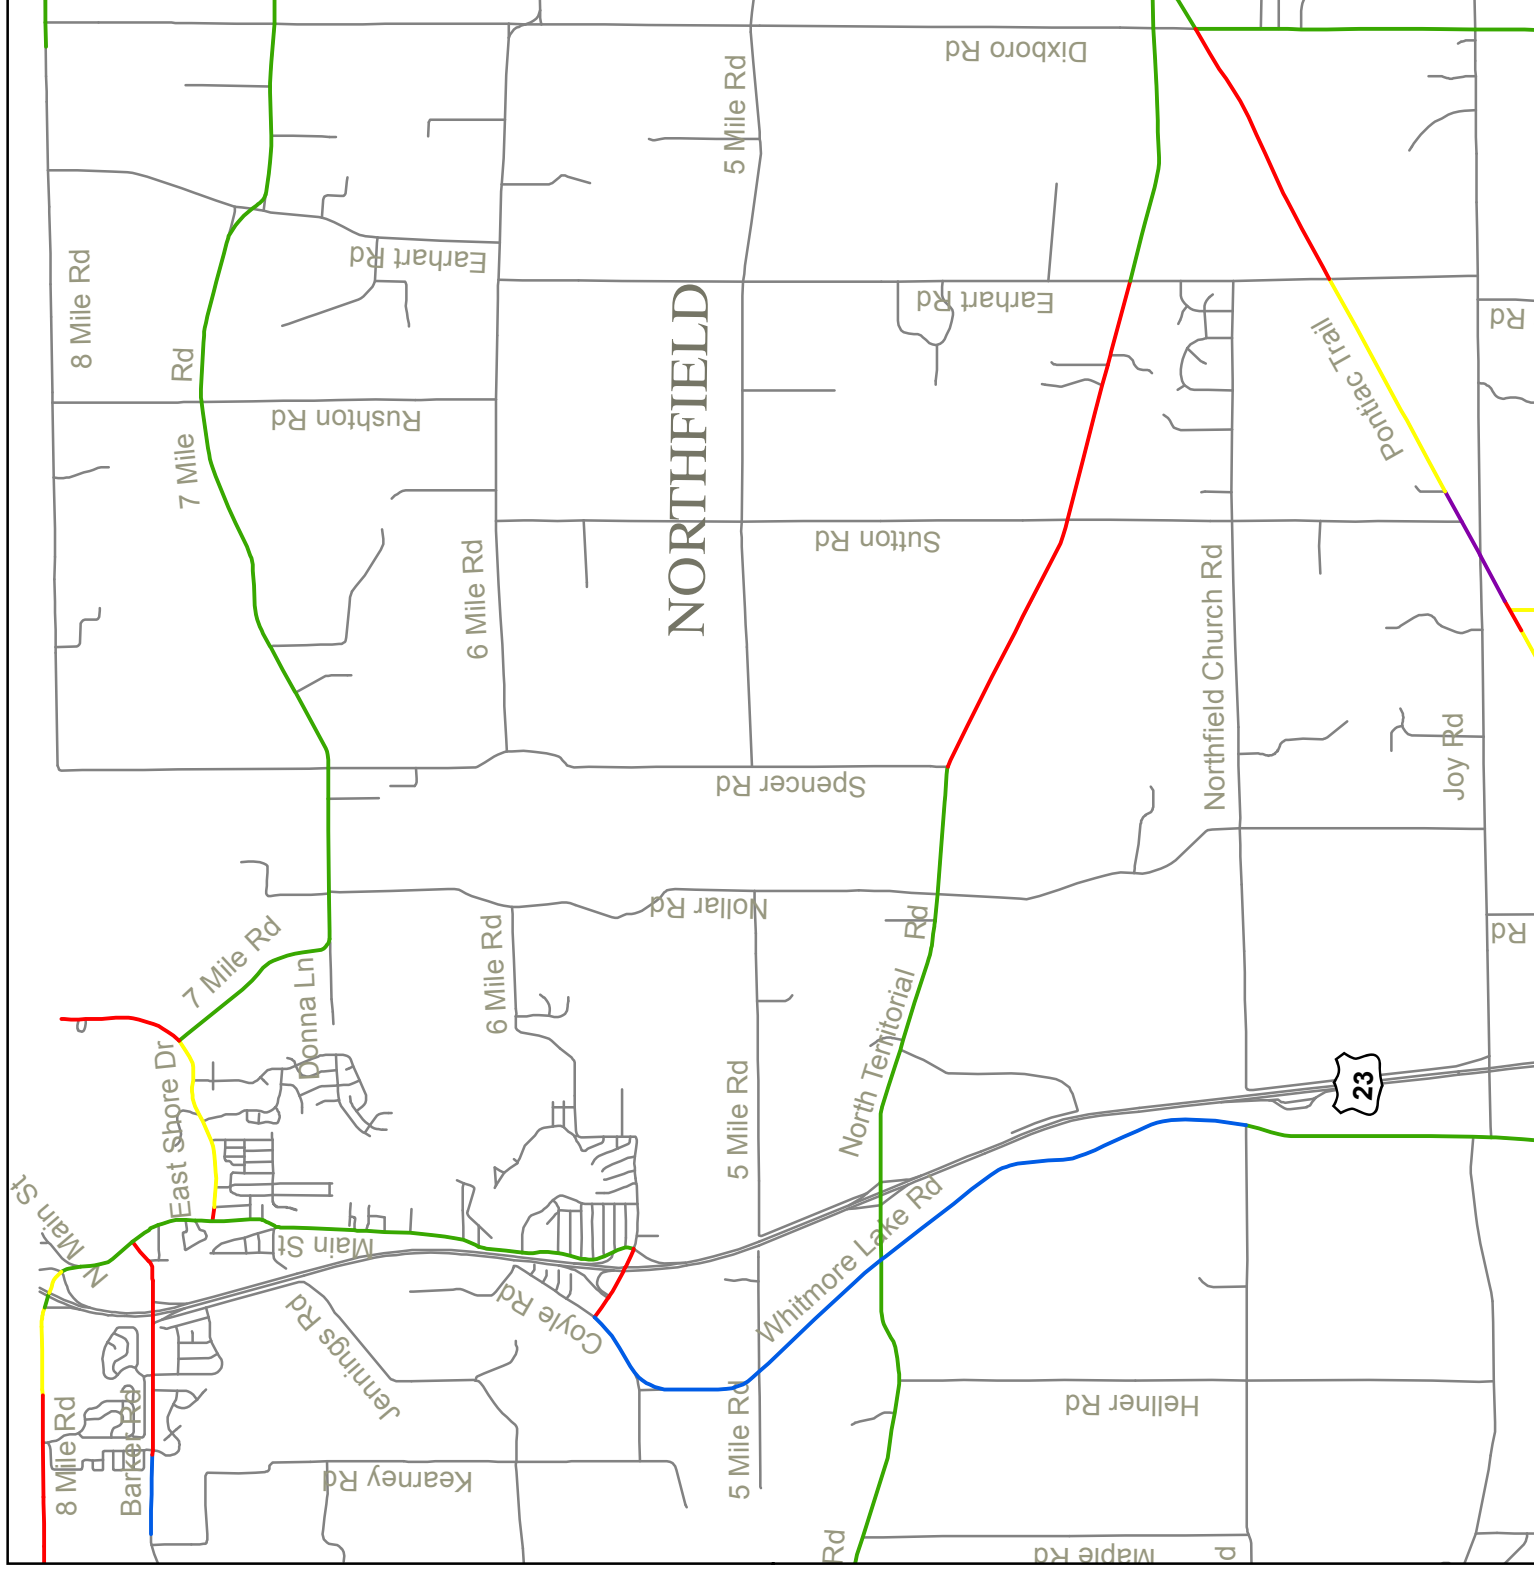 Dixboro Rd
5 Mile Rd
8 Mile Rd
Earhart Rd
Earhart Rd
NORTHFIELD
Rd
7 Mile
Rushton Rd
Pontiac Trail
Rd
Sutton Rd
6 Mile Rd
Northfield Church Rd
Joy Rd
Spencer Rd
Nollar Rd
Rd
North Territorial
Rd
7 Mile Rd
Donna Ln
6 Mile Rd
5 Mile Rd
East Shore Dr
23
N Main St
Main St
Whitmore Lake Rd
Jennings Rd
Coyle Rd
8 Mile Rd
Barker Rd
5 Mile Rd
Hellner Rd
Kearney Rd
Rd
Maple Rd